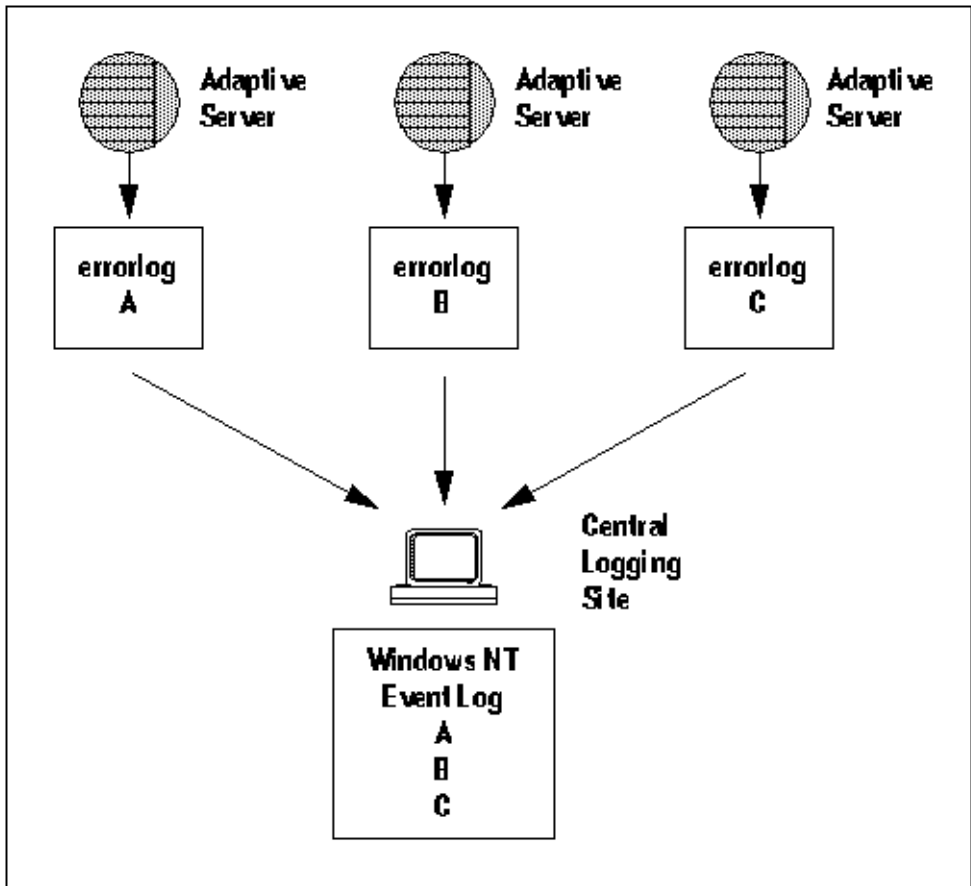 Adaptive
Server
Adaptive
Server
Adaptive
Server
errorlog
A
errorlog
B
errorlog
C
Central
Logging
Site
Windows NT
Event Log
A
B
C